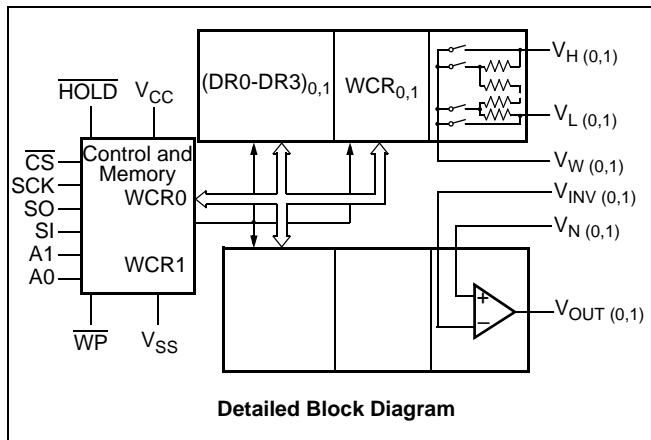 HOLD
VCC
CS
SCK
SO
SI
A1
A0
WP
VSS
Control and
Memory
WCR0
WCR1
(DR0-DR3)0,1
WCR0,1
VH (0,1)
VL (0,1)
VW (0,1)
VINV (0,1)
VN (0,1)
+
−
VOUT (0,1)
Detailed Block Diagram